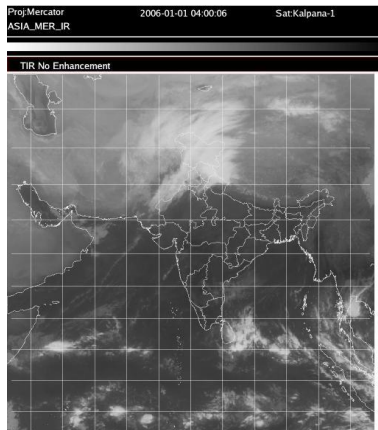 Proj:Mercator 2006-01-01 04:00:06 Sat:Kalpana-1
ASIA_MER_IR
TIR No Enhancement